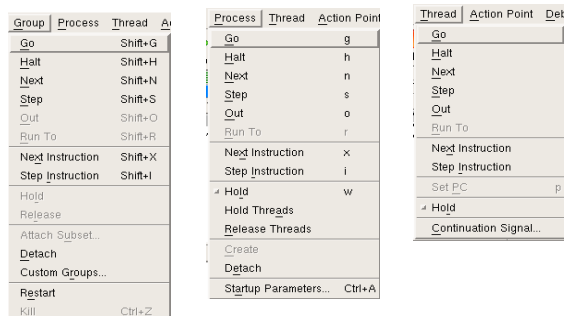 Group Process Thread A
Go Shift+G
Halt Shift+H
Next Shift+N
Step Shift+S
Out Shift+O
Run To Shift+R
Next Instruction Shift+X
Step Instruction Shift+I
Hold
Release
Attach Subset...
Detach
Custom Groups...
Restart
Kill Ctrl+Z
Process Thread Action Point
Go g
Halt h
Next n
Step s
Out o
Run To r
Next Instruction x
Step Instruction i
Hold w
Hold Threads
Release Threads
Create
Detach
Startup Parameters... Ctrl+A
Thread Action Point Deb
Go
Halt
Next
Step
Out
Run To
Next Instruction
Step Instruction
Set PC p
Hold
Continuation Signal...